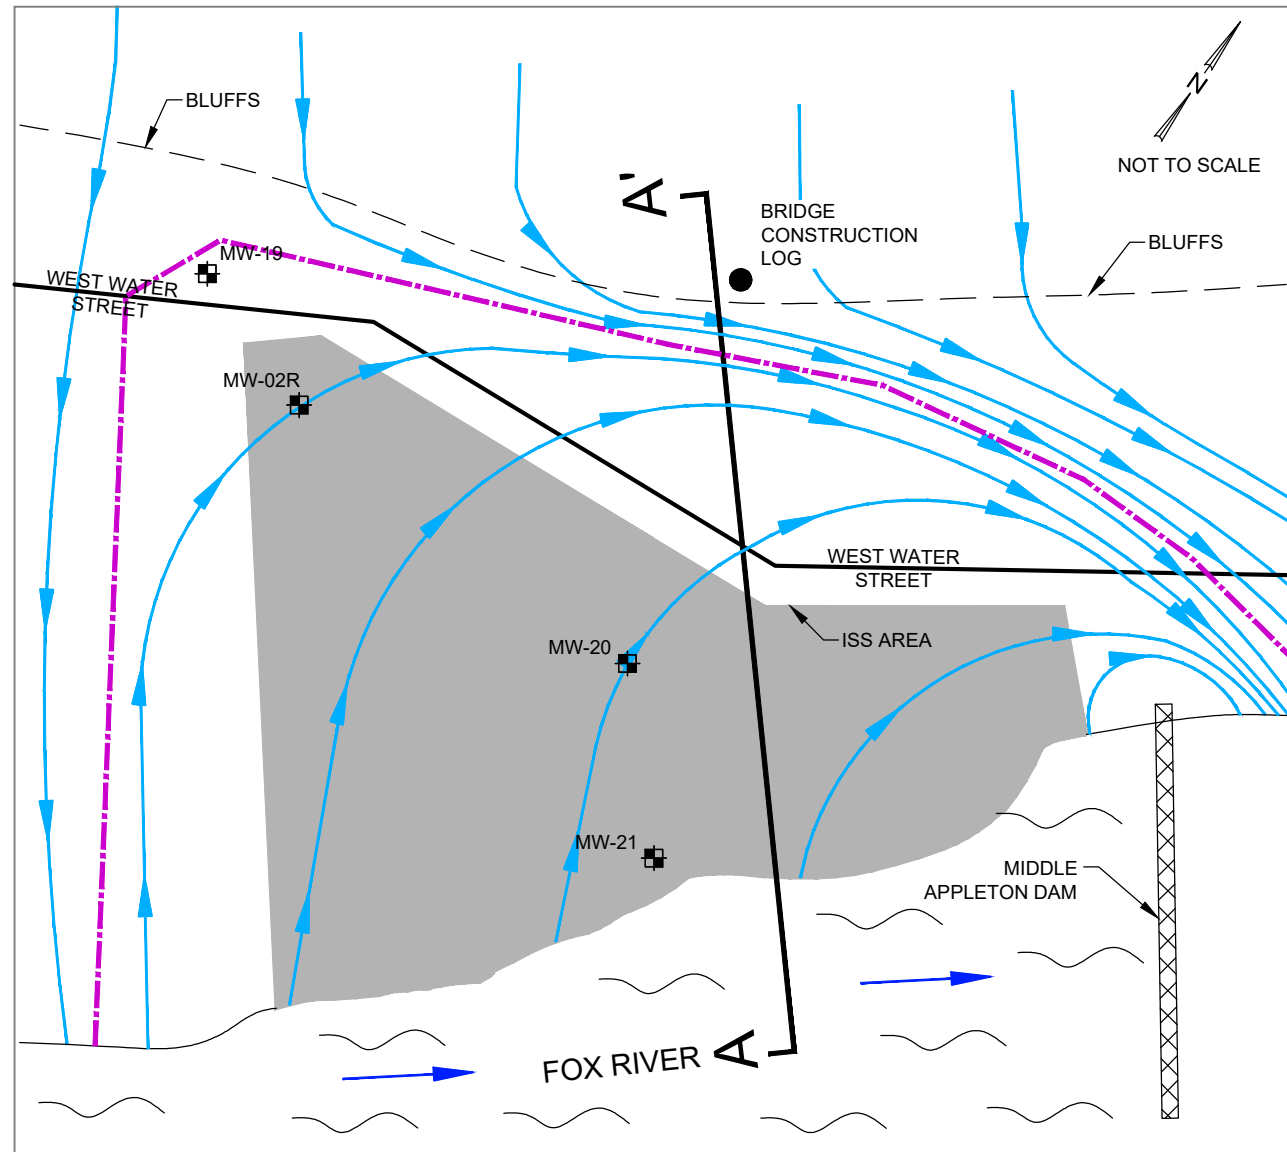 BLUFFS
N
NOT TO SCALE
A'
BRIDGE
CONSTRUCTION
LOG
BLUFFS
MW-19
WEST WATER
STREET
MW-02R
WEST WATER
STREET
ISS AREA
MW-20
MW-21
MIDDLE
APPLETON DAM
FOX RIVER
A